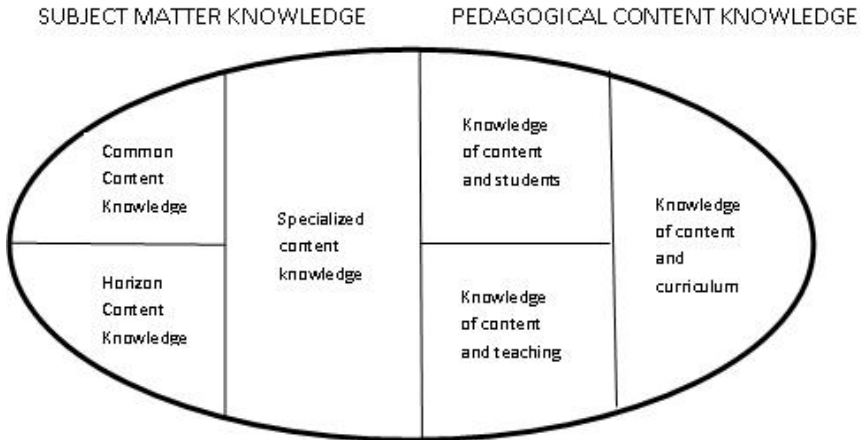 SUBJECT MATTER KNOWLEDGE
PEDAGOGICAL CONTENT KNOWLEDGE
Common
Content
Knowledge
Horizon
Content
Knowledge
Specialized
content
knowledge
Knowledge
of content
and students
Knowledge
of content
and teaching
Knowledge
of content
and
curriculum